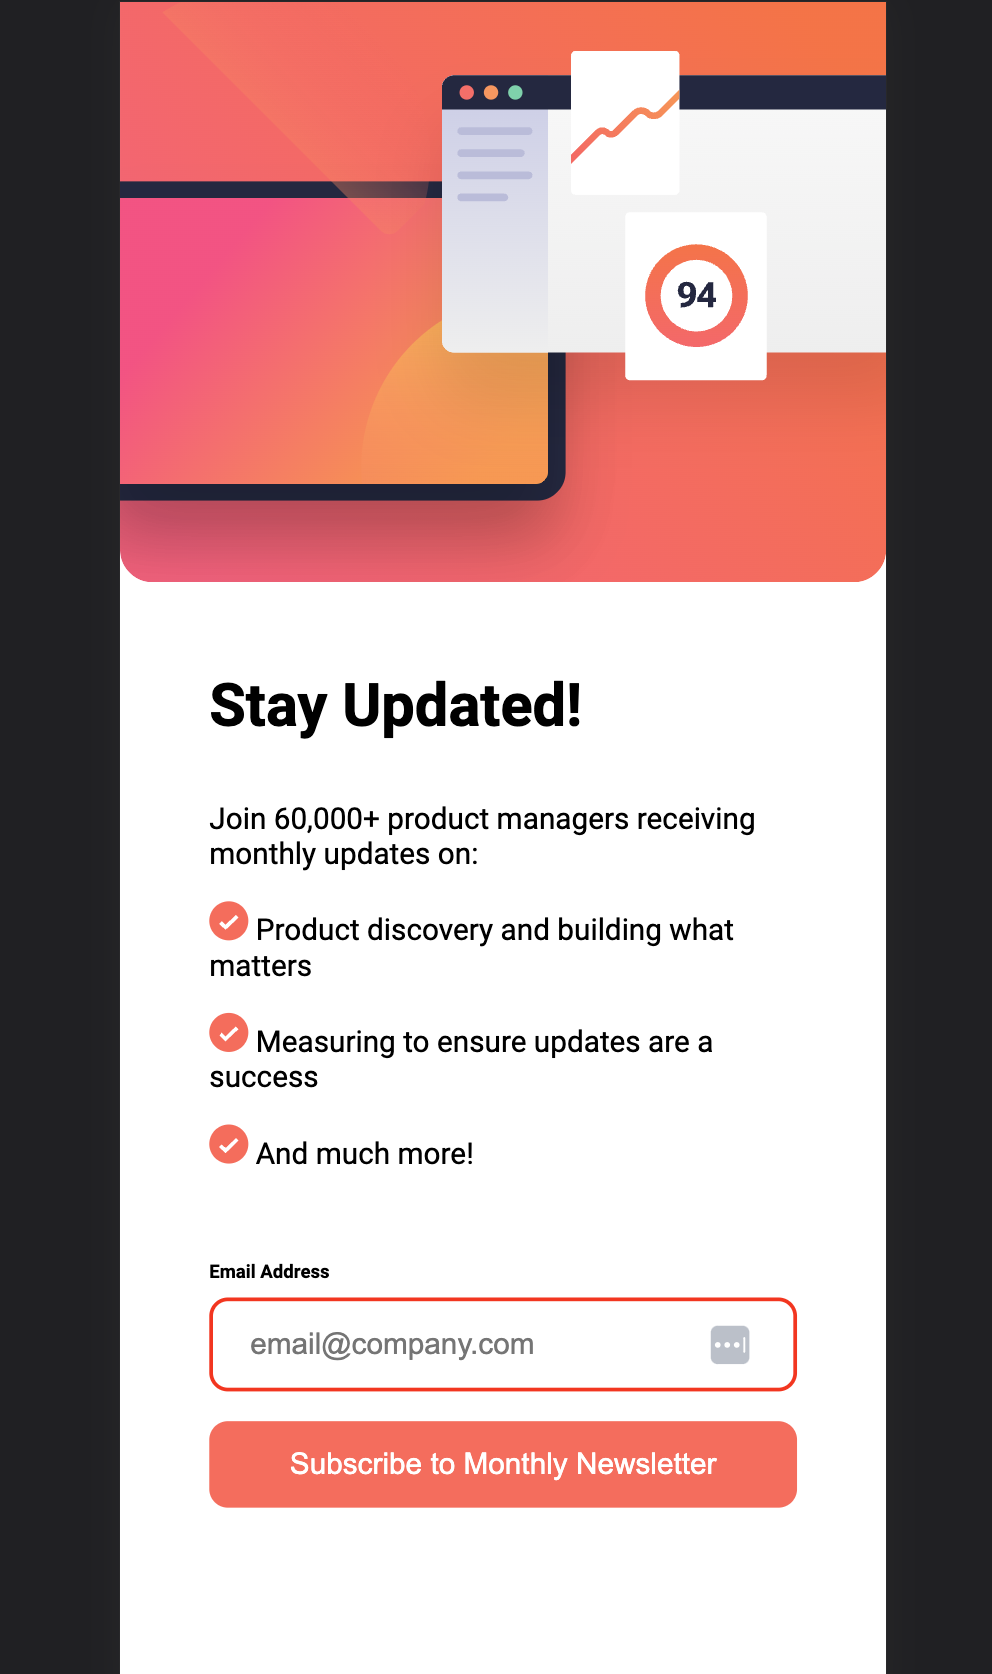 94
Stay Updated!
Join 60,000+ product managers receiving
monthly updates on:
Product discovery and building what
matters
Measuring to ensure updates are a
success
And much more!
Email Address
email@company.com
Subscribe to Monthly Newsletter